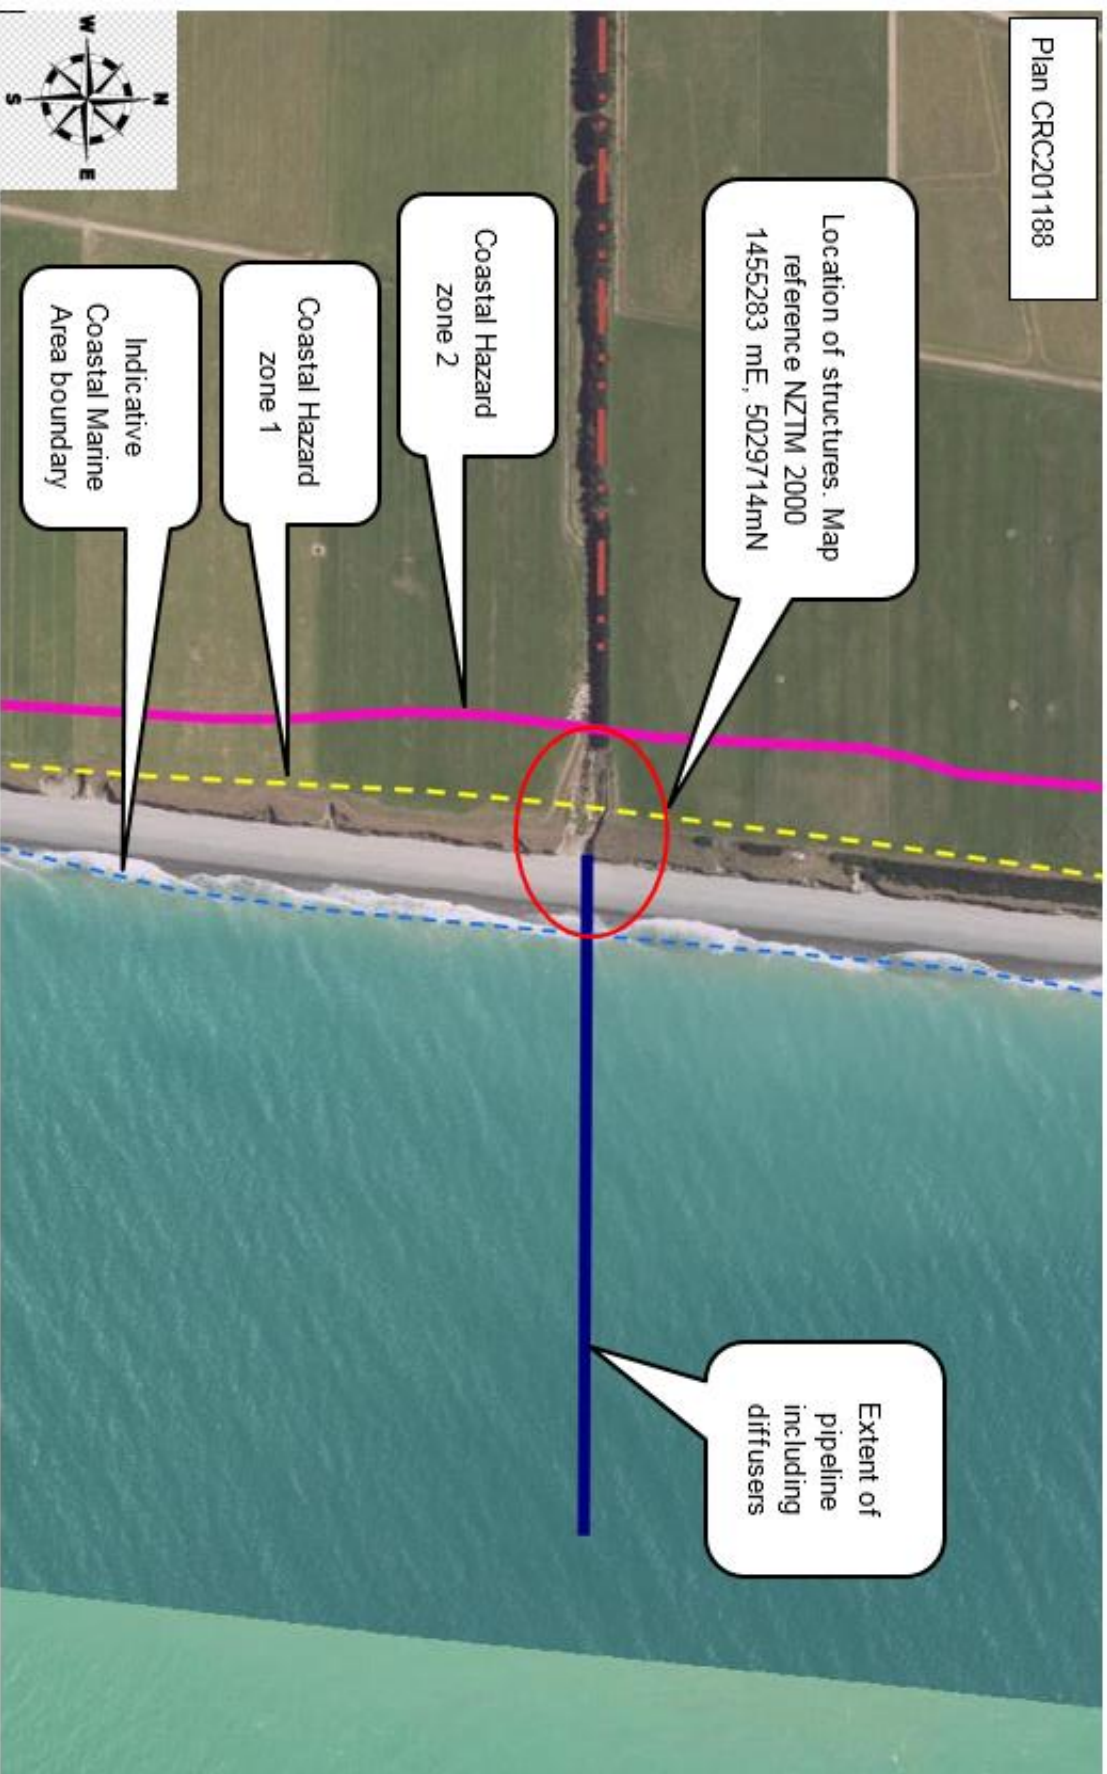 Plan CRC201188
Location of structures. Map
reference NZTM 2000
1455283 mE, 5029714mN
Coastal Hazard
zone 2
Coastal Hazard
zone 1
Indicative
Coastal Marine
Area boundary
Extent of
pipeline
including
diffusers
N
W
E
S